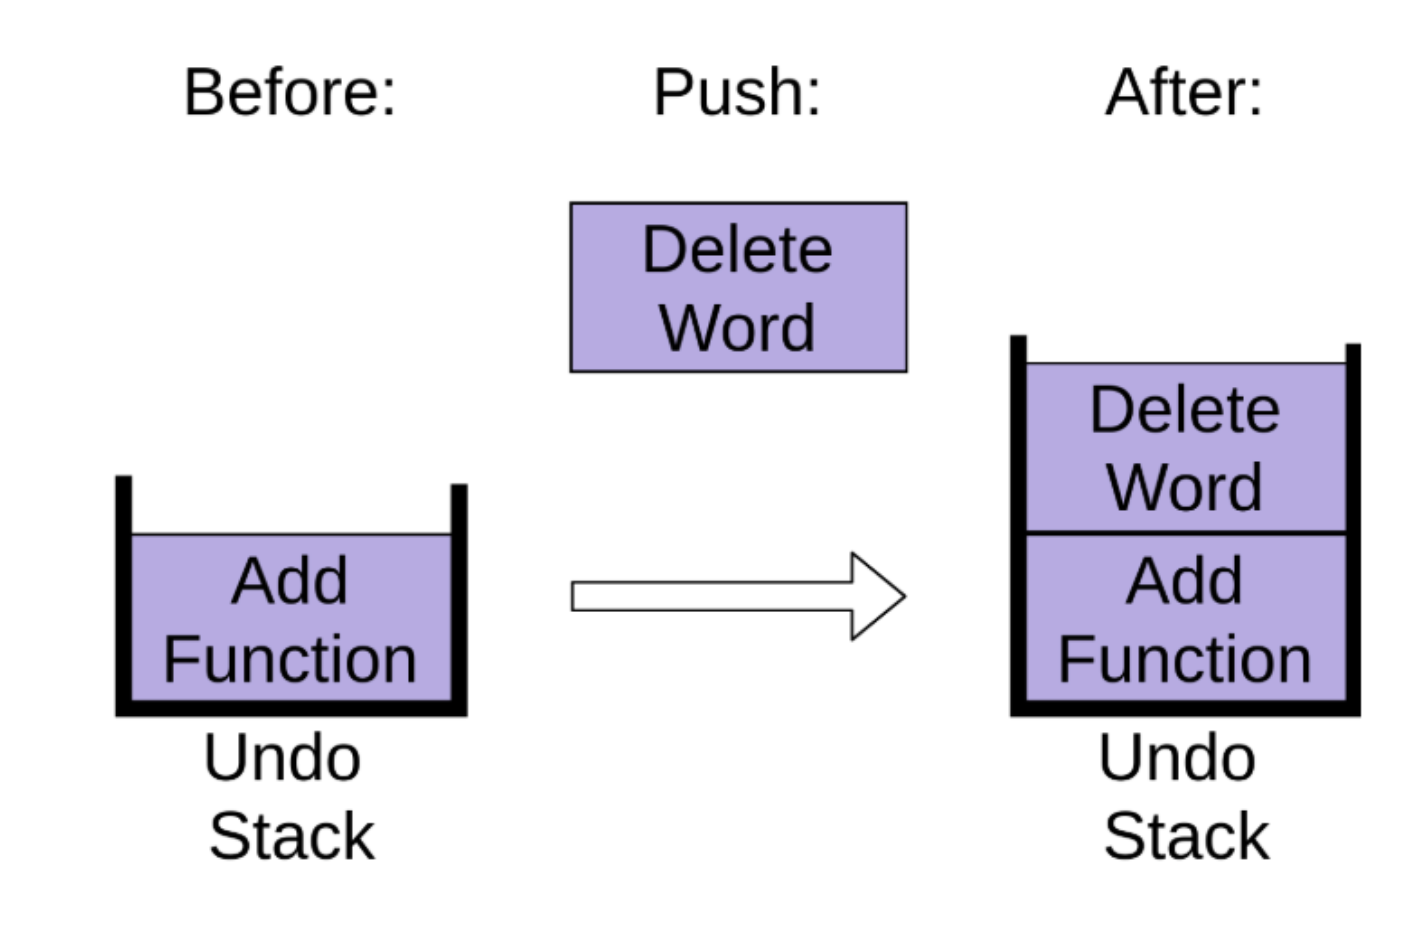 Before:
Push:
After:
Delete
Word
Delete
Word
Add
Function
Add
Function
Undo
Stack
Undo
Stack